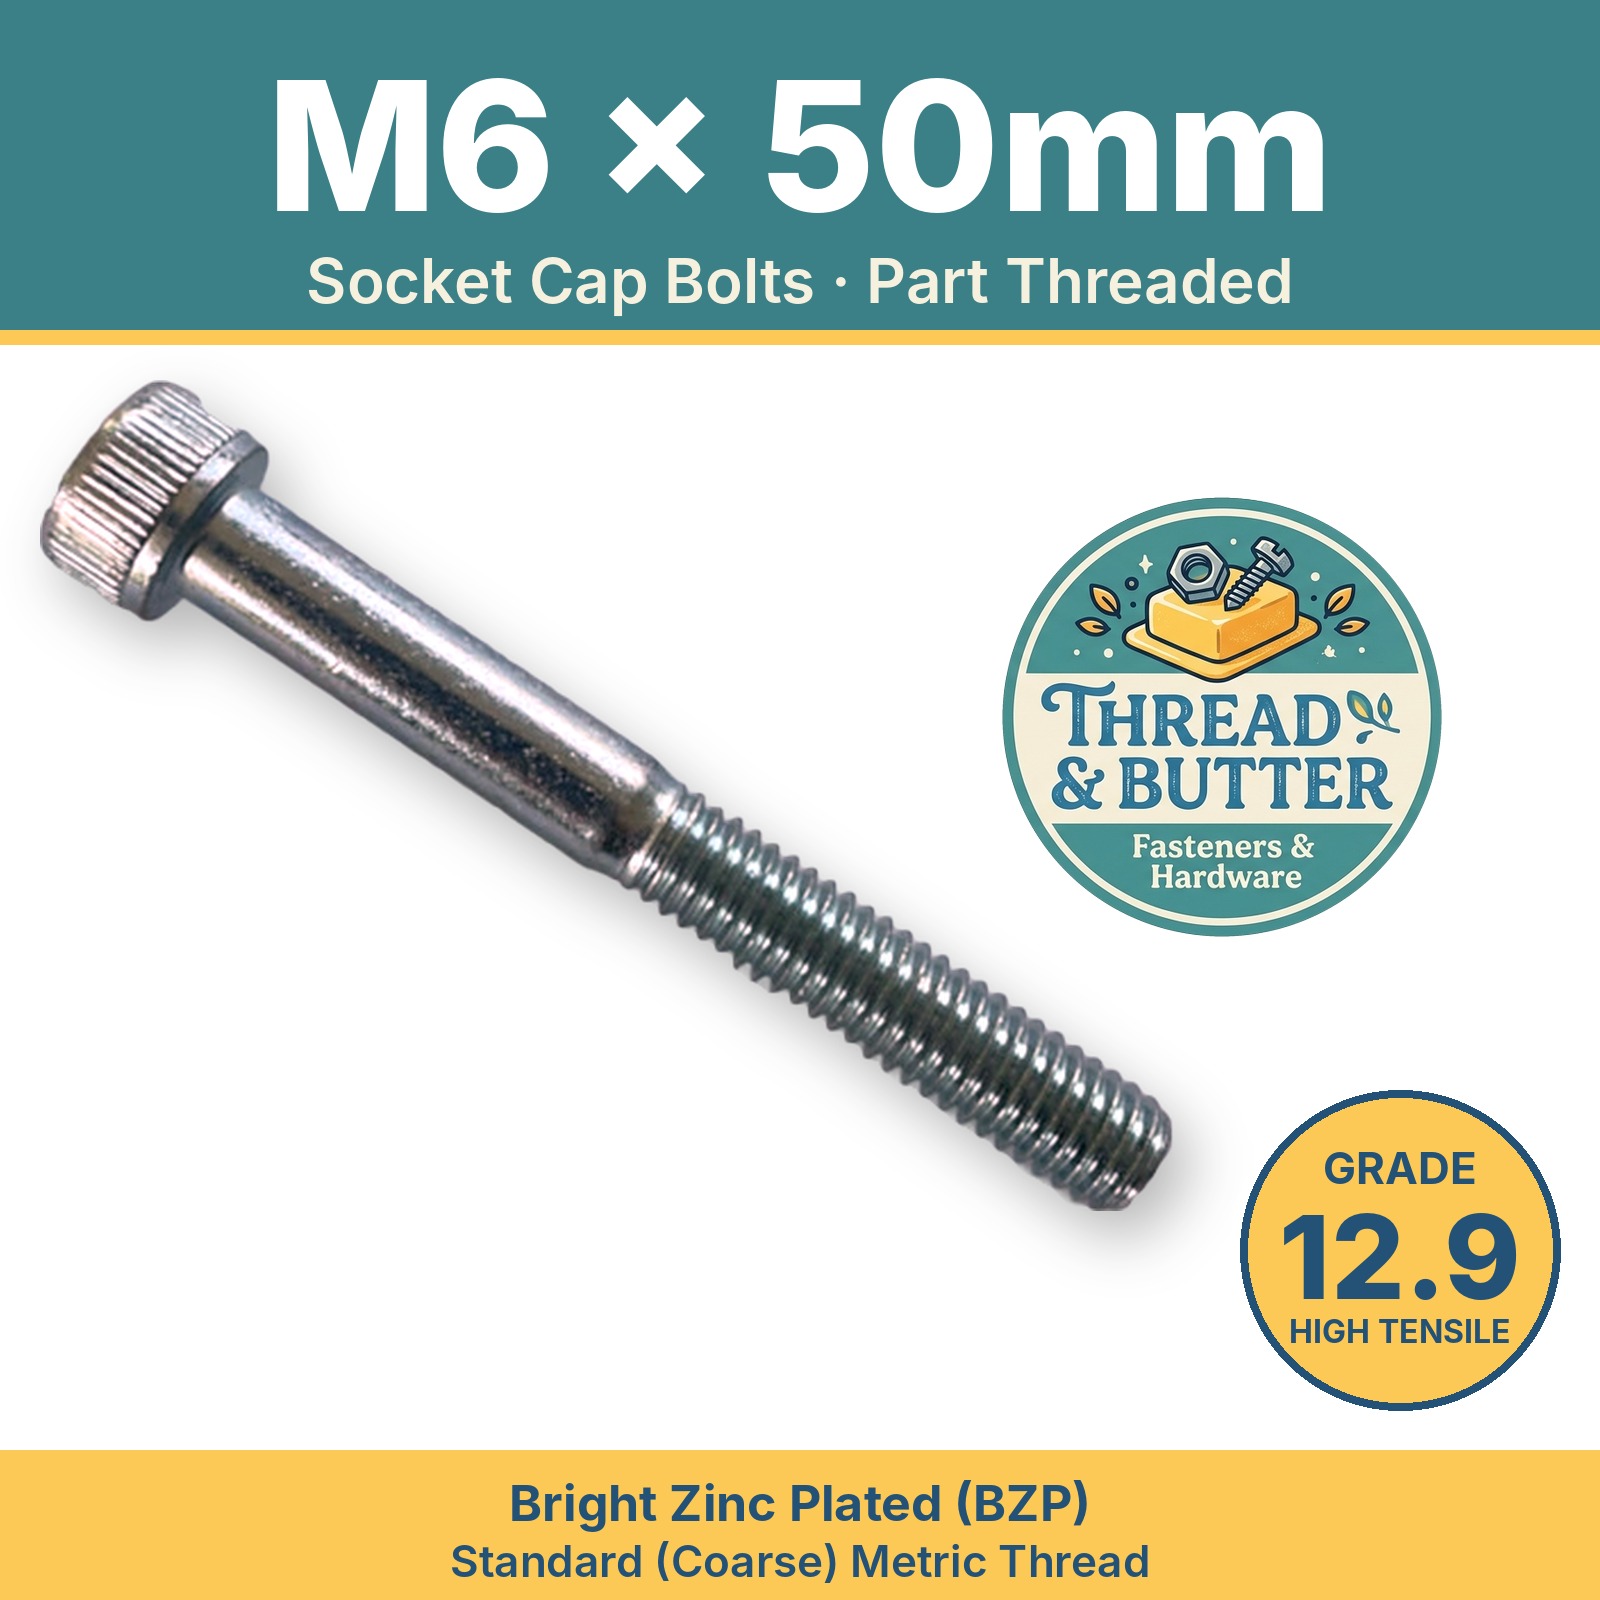 M6 × 50mm
Socket Cap Bolts · Part Threaded
THREAD
& BUTTER
Fasteners &
Hardware
GRADE
12.9
HIGH TENSILE
Bright Zinc Plated (BZP)
Standard (Coarse) Metric Thread